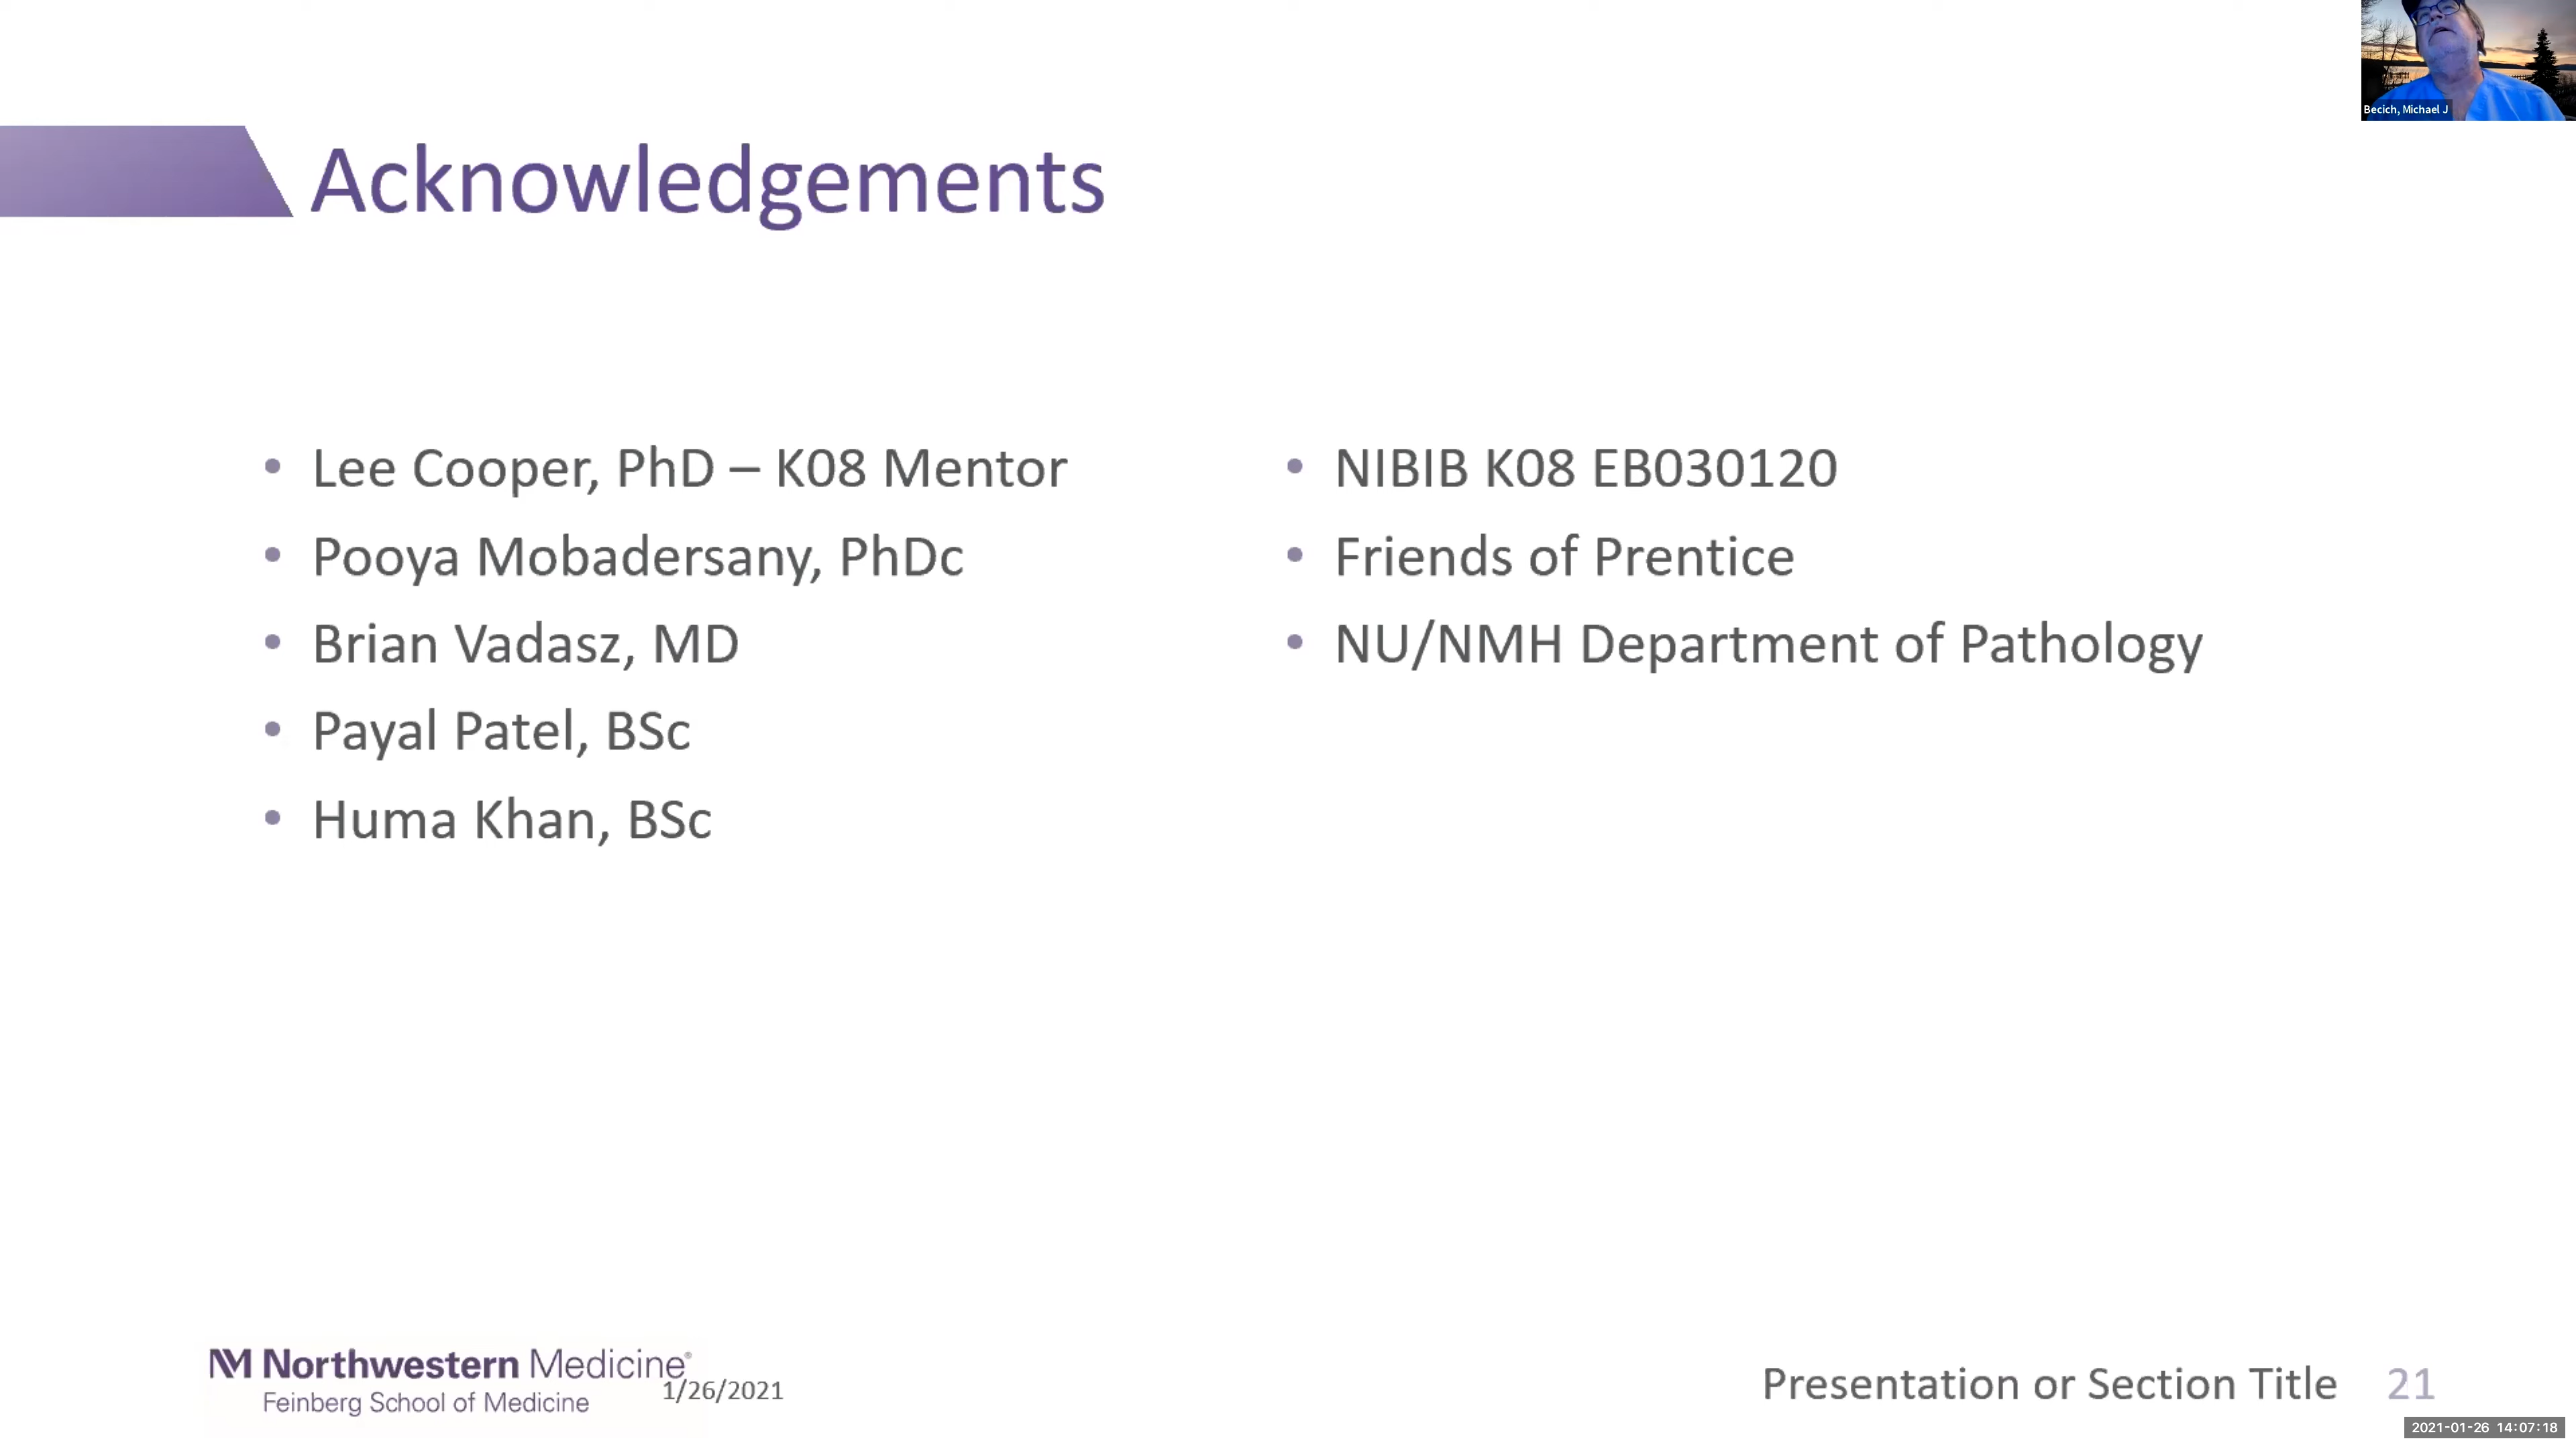 Becich, Michael J
Acknowledgements
• Lee Cooper, PhD – K08 Mentor
• Pooya Mobadersany, PhDc
• Brian Vadasz, MD
• Payal Patel, BSc
• Huma Khan, BSc
• NIBIB K08 EB030120
• Friends of Prentice
• NU/NMH Department of Pathology
NM Northwestern Medicine®
Feinberg School of Medicine
1/26/2021
Presentation or Section Title 21
2021-01-26 14:07:18